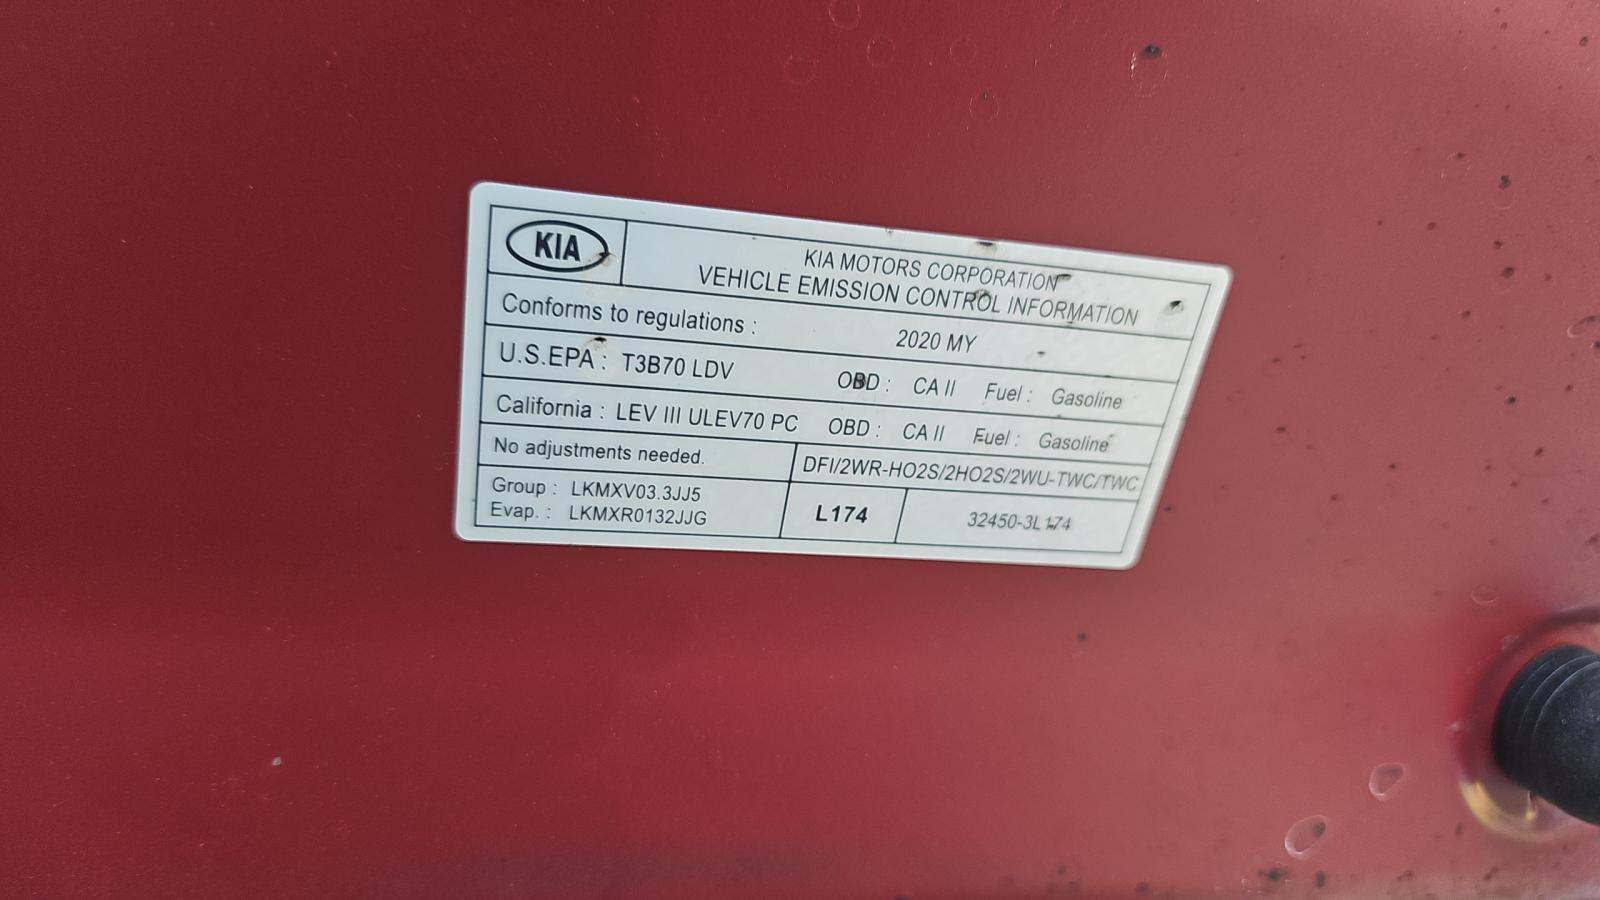 KIA
KIA MOTORS CORPORATION
VEHICLE EMISSION CONTROL INFORMATION
Conforms to regulations : 2020 MY
U.S.EPA : T3B70 LDV OBD : CA II Fuel : Gasoline
California : LEV III ULEV70 PC OBD : CA II Fuel : Gasoline
No adjustments needed. DFI/2WR-HO2S/2HO2S/2WU-TWC/TWC
Group : LKMXV03.3JJ5
Evap. : LKMXR0132JJG
L174
32450-3L174